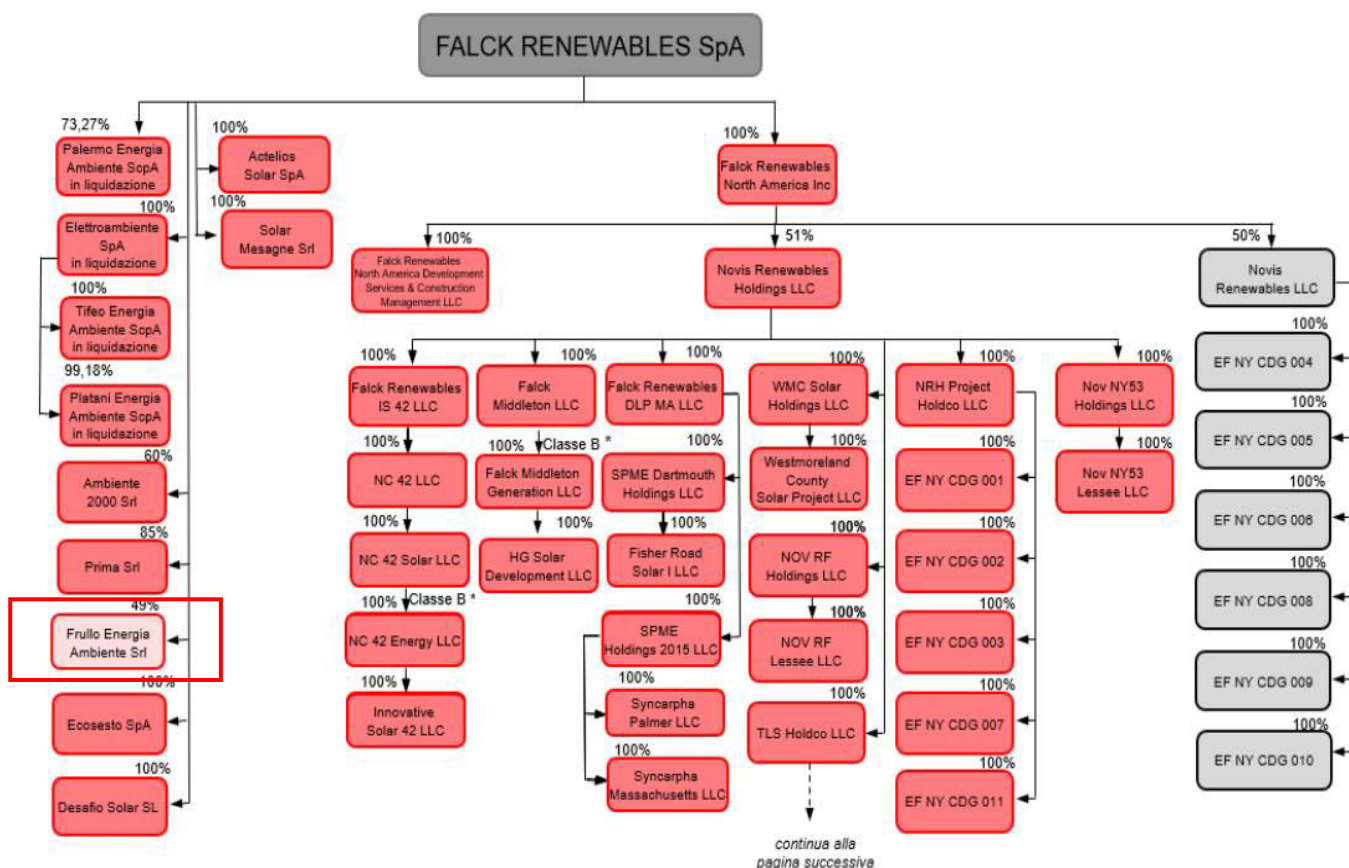 FALCK RENEWABLES SpA
73,27%
Palermo Energia
Ambiente ScpA
in liquidazione
100%
Elettroambiente
SpA
in liquidazione
100%
Tifeo Energia
Ambiente ScpA
in liquidazione
99,18%
Platani Energia
Ambiente ScpA
in liquidazione
60%
Ambiente
2000 Srl
85%
Prima Srl
49%
Frullo Energia
Ambiente Srl
100%
Ecosesto SpA
100%
Desafio Solar SL
100%
Actelios
Solar SpA
100%
Solar
Mesagne Srl
100%
Falck Renewables
North America Inc
100%
Falck Renewables
North America Development
Services & Construction
Management LLC
51%
Novis Renewables
Holdings LLC
50%
Novis
Renewables LLC
100%
Falck Renewables
IS 42 LLC
100%
NC 42 LLC
100%
NC 42 Solar LLC
100%
Classe B *
NC 42 Energy LLC
100%
Innovative
Solar 42 LLC
100%
Falck
Middleton LLC
100%
Classe B *
Falck Middleton
Generation LLC
100%
HG Solar
Development LLC
100%
Falck Renewables
DLP MA LLC
100%
SPME Dartmouth
Holdings LLC
100%
Fisher Road
Solar I LLC
100%
SPME
Holdings 2015 LLC
100%
Syncarpha
Palmer LLC
100%
Syncarpha
Massachusetts LLC
100%
WMC Solar
Holdings LLC
100%
Westmoreland
County
Solar Project LLC
100%
NOV RF
Holdings LLC
100%
NOV RF
Lessee LLC
100%
TLS Holdco LLC
continua alla
pagina successiva
100%
NRH Project
Holdco LLC
100%
EF NY CDG 001
100%
EF NY CDG 002
100%
EF NY CDG 003
100%
EF NY CDG 007
100%
EF NY CDG 011
100%
Nov NY53
Holdings LLC
100%
Nov NY53
Lessee LLC
100%
EF NY CDG 004
100%
EF NY CDG 005
100%
EF NY CDG 006
100%
EF NY CDG 008
100%
EF NY CDG 009
100%
EF NY CDG 010